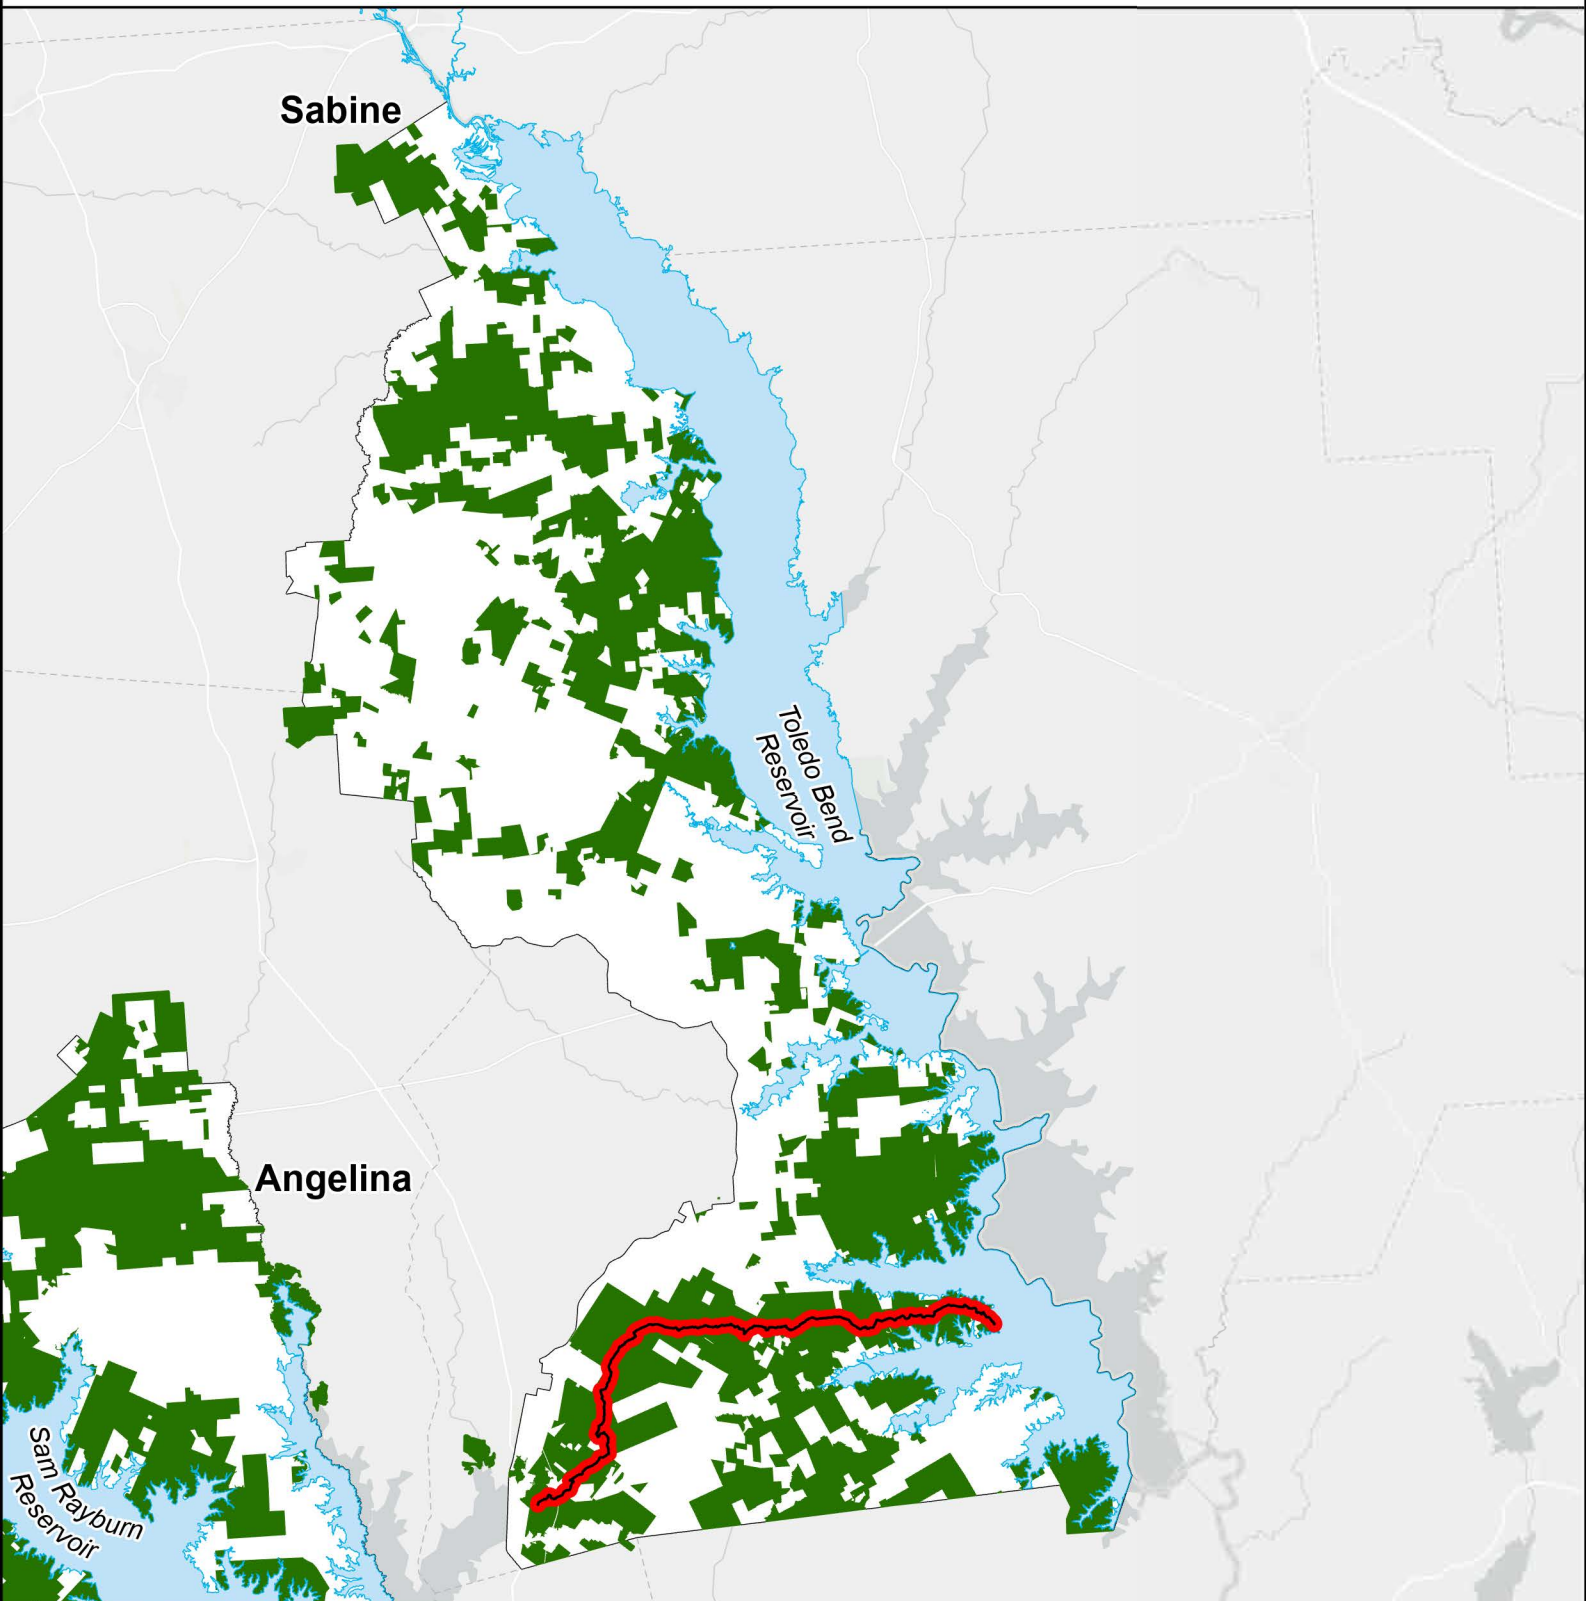 Sabine
Toledo Bend
Reservoir
Angelina
Sam Rayburn
Reservoir